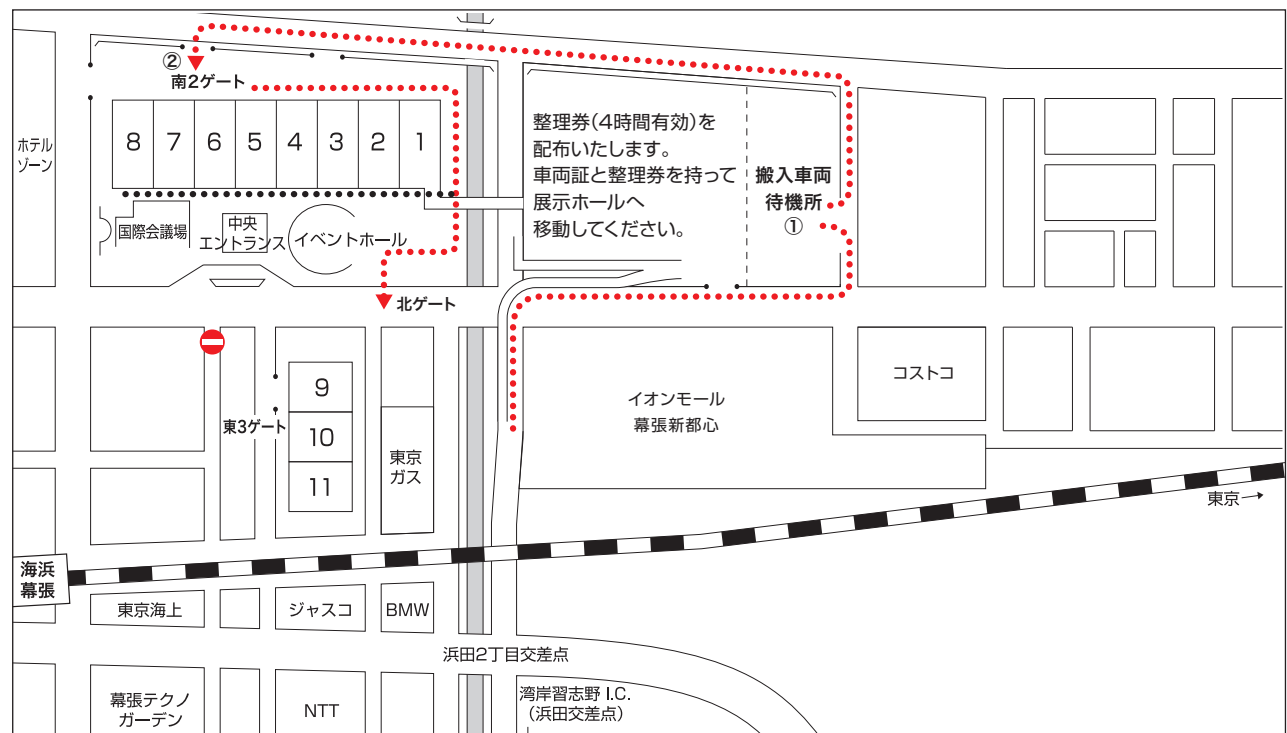 ②
南2ゲート
ホテル
ゾーン
8 7 6 5 4 3 2 1
整理券(4時間有効)を
配布いたします。
車両証と整理券を持って
展示ホールへ
移動してください。
搬入車両
待機所
①
国際会議場
中央
エントランス
イベントホール
北ゲート
9
10
11
東3ゲート
東京
ガス
イオンモール
幕張新都心
コストコ
東京→
海浜
幕張
東京海上
ジャスコ
BMW
浜田2丁目交差点
幕張テクノ
ガーデン
NTT
湾岸習志野 I.C.
(浜田交差点)